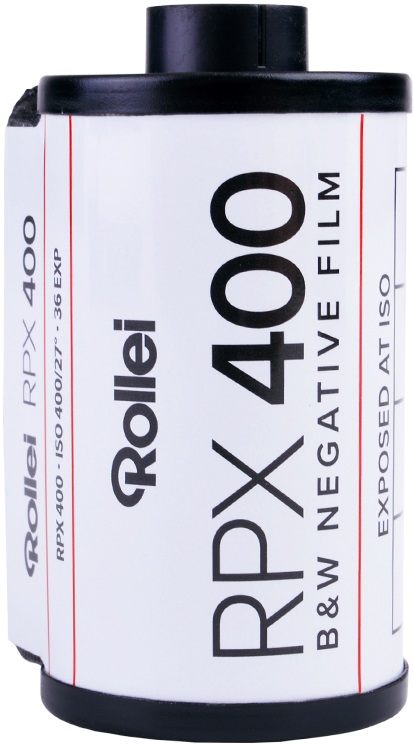 Rollei RPX 400
RPX 400 - ISO 400/27° - 36 EXP
Rollei
RPX 400
B&W NEGATIVE FILM
EXPOSED AT ISO